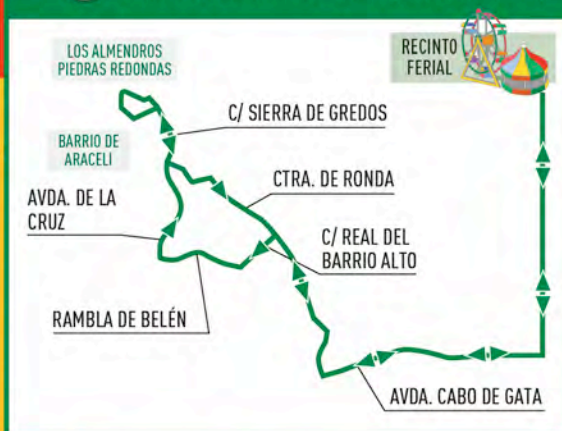 LOS ALMENDROS
PIEDRAS REDONDAS
RECINTO
FERIAL
C/ SIERRA DE GREDOS
BARRIO DE
ARACELI
CTRA. DE RONDA
AVDA. DE LA
CRUZ
C/ REAL DEL
BARRIO ALTO
RAMBLA DE BELÉN
AVDA. CABO DE GATA